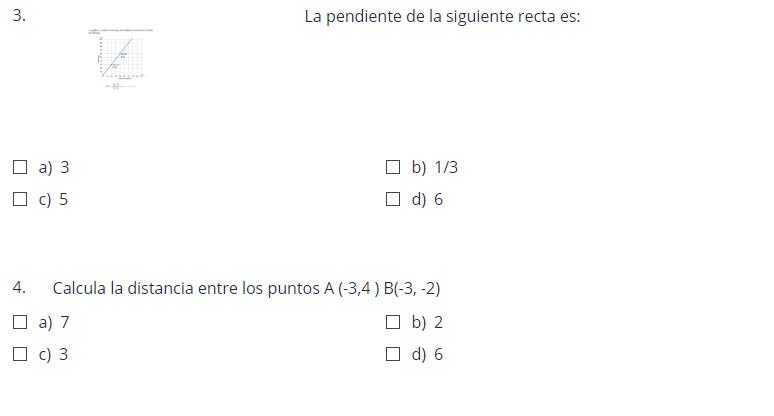 3. La pendiente de la siguiente recta es:
a) 3 b) 1/3
c) 5 d) 6
4. Calcula la distancia entre los puntos A (-3,4 ) B(-3, -2)
a) 7 b) 2
c) 3 d) 6